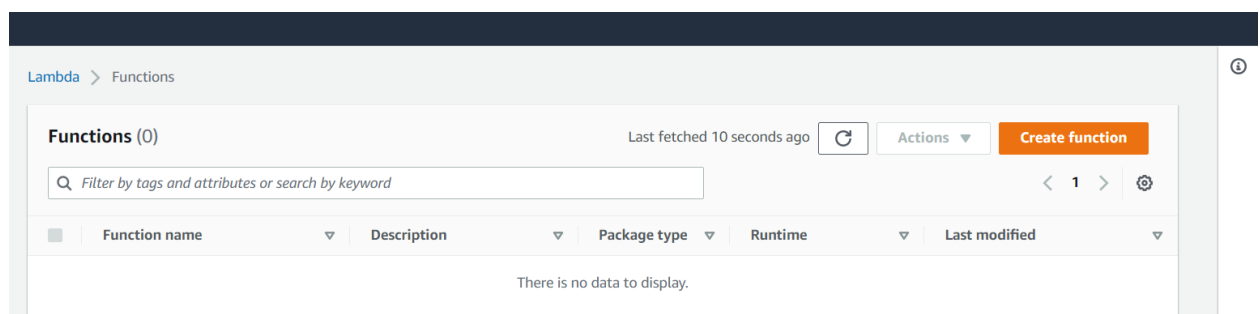 Lambda > Functions
Functions (0) Last fetched 10 seconds ago Actions Create function
Filter by tags and attributes or search by keyword < 1 >
Function name Description Package type Runtime Last modified
There is no data to display.